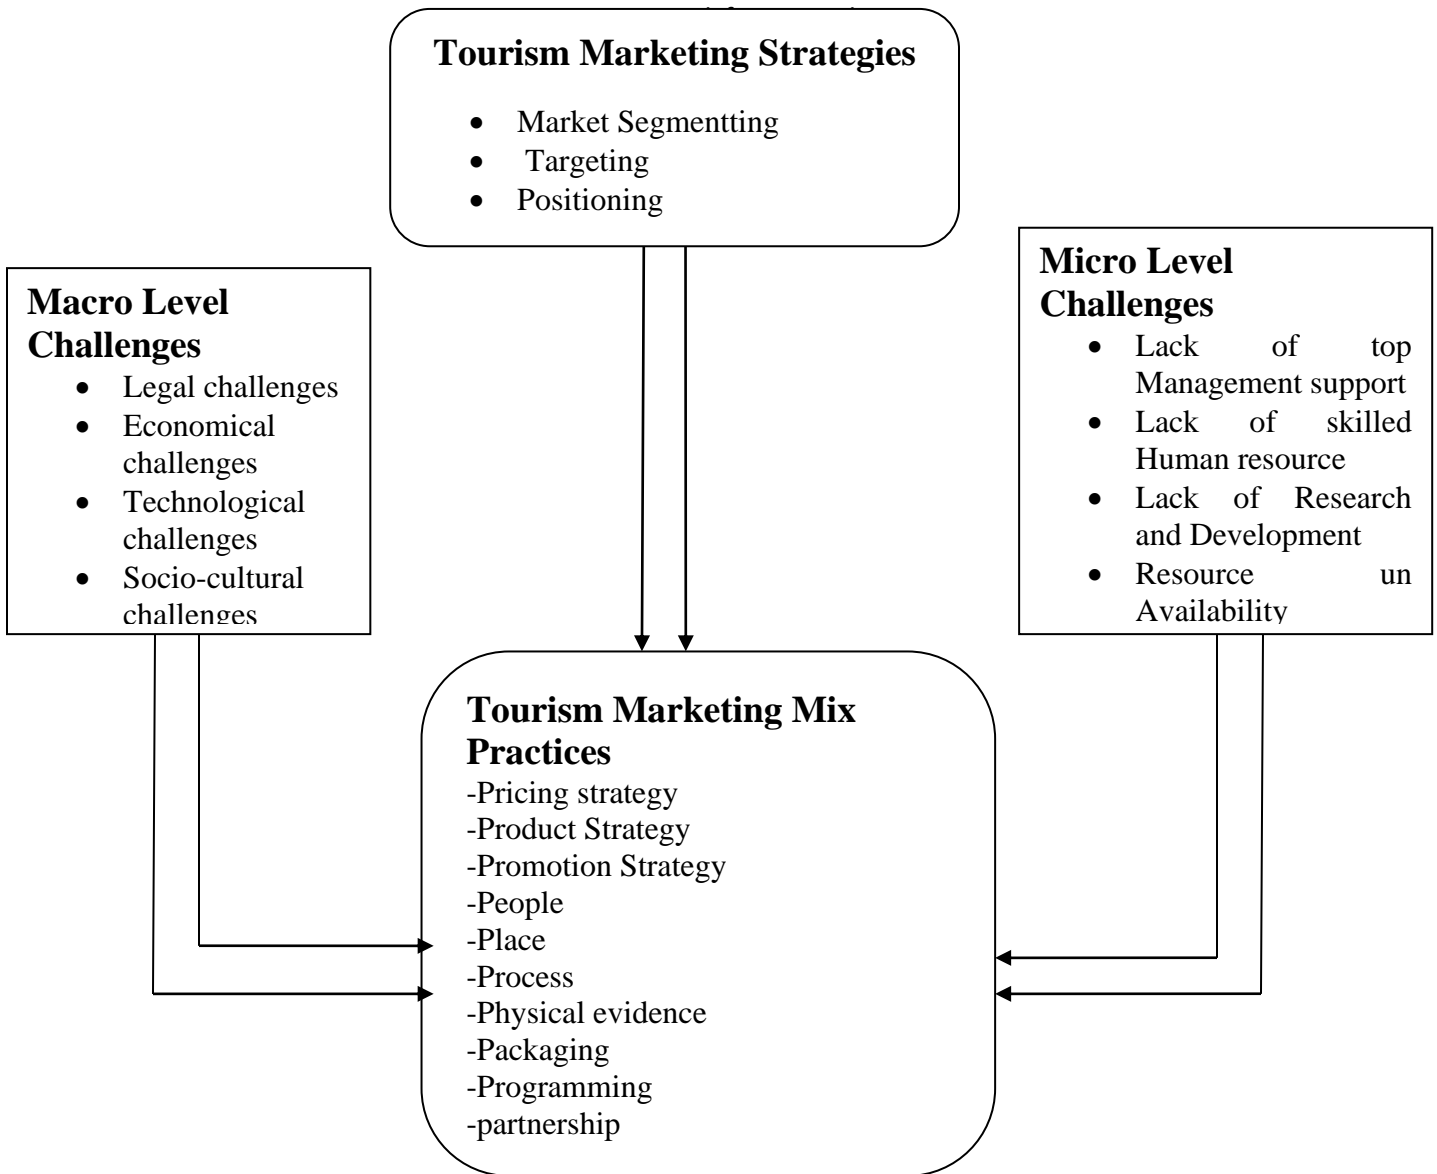 Tourism Marketing Strategies
• Market Segmentting
• Targeting
• Positioning
Macro Level
Challenges
• Legal challenges
• Economical
challenges
• Technological
challenges
• Socio-cultural
challenges
Micro Level
Challenges
• Lack of top
Management support
• Lack of skilled
Human resource
• Lack of Research
and Development
• Resource un
Availability
Tourism Marketing Mix
Practices
-Pricing strategy
-Product Strategy
-Promotion Strategy
-People
-Place
-Process
-Physical evidence
-Packaging
-Programming
-partnership